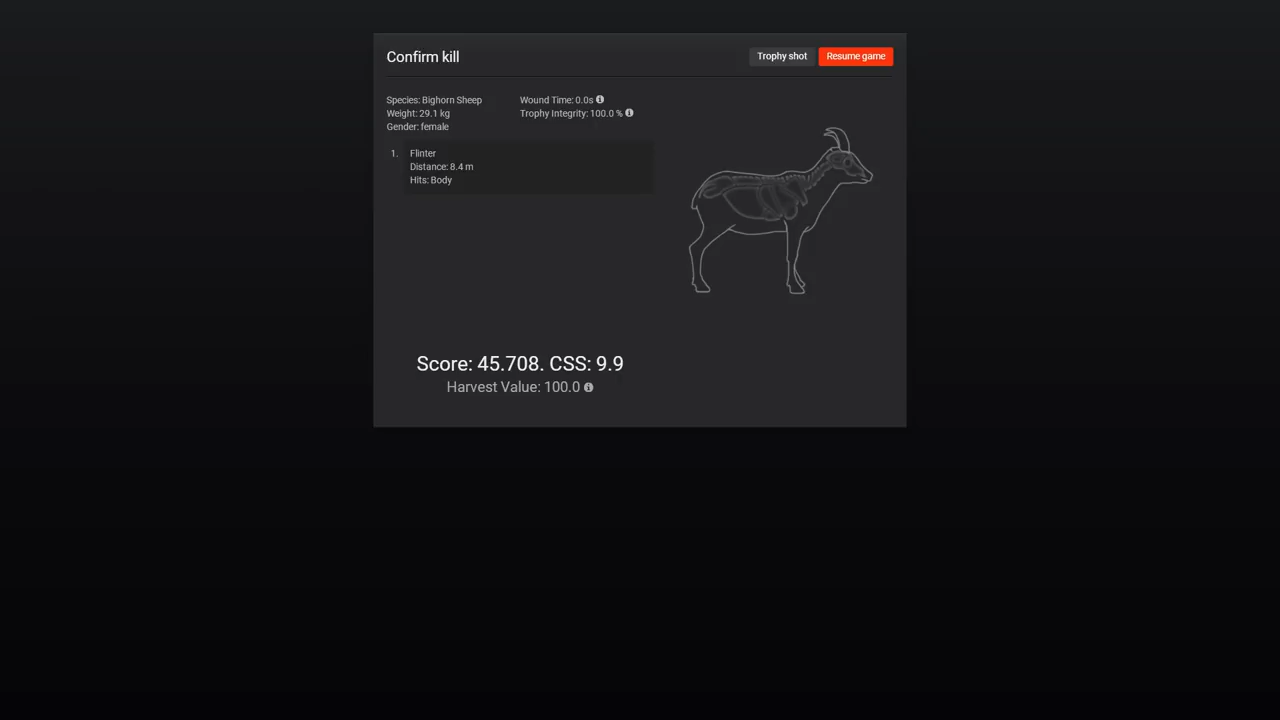 Confirm kill
Trophy shot
Resume game
Species: Bighorn Sheep
Weight: 29.1 kg
Gender: female
Wound Time: 0.0s
Trophy Integrity: 100.0 %
1.
Flinter
Distance: 8.4 m
Hits: Body
Score: 45.708. CSS: 9.9
Harvest Value: 100.0